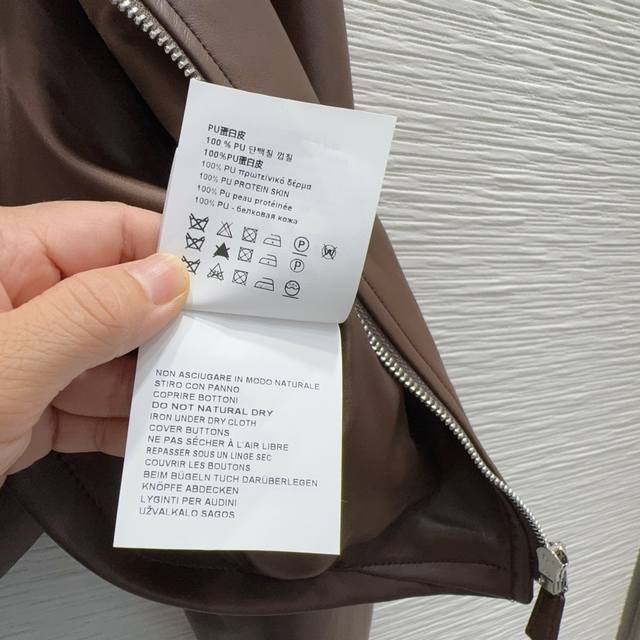 PU蛋白皮
100 % PU 단백질 껍질
100%PU蛋白皮
100% PU πρωτεϊνικό δέρμα
100% PU PROTEIN SKIN
100% Pu peau protéinée
100% PU - белковая кожа
P
W
P
NON ASCIUGARE IN MODO NATURALE
STIRO CON PANNO
COPRIRE BOTTONI
DO NOT NATURAL DRY
IRON UNDER DRY CLOTH
COVER BUTTONS
NE PAS SÉCHER À L'AIR LIBRE
REPASSER SOUS UN LINGE SEC
COUVRIR LES BOUTONS
BEIM BÜGELN TUCH DARÜBERLEGEN
KNÖPFE ABDECKEN
LYGINTI PER AUDINI
UŽVALKALO SAGOS